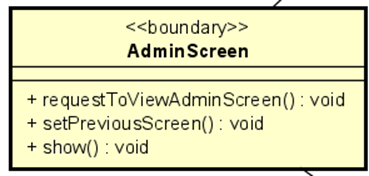 <<boundary>>
AdminScreen
+ requestToViewAdminScreen() : void
+ setPreviousScreen() : void
+ show() : void